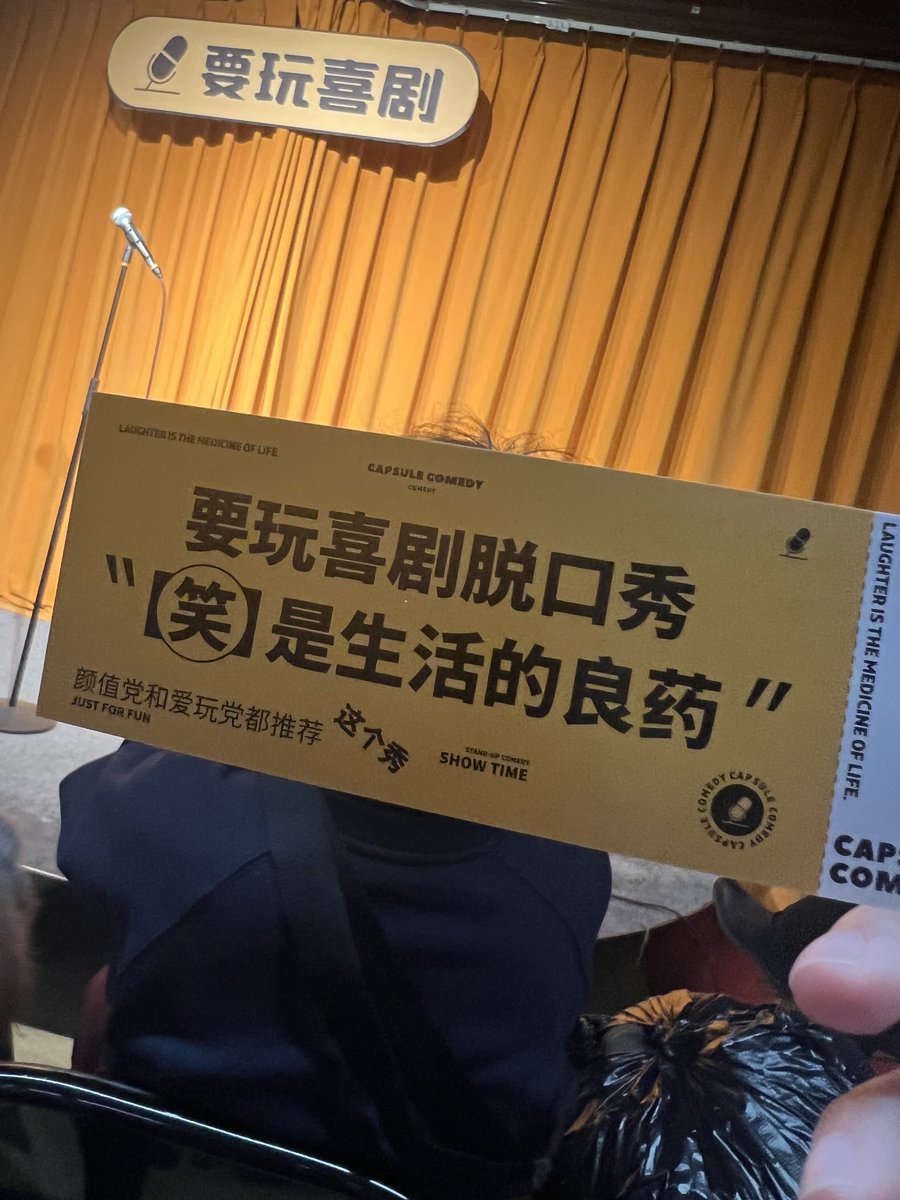 要玩喜剧
LAUGHTER IS THE MEDICINE OF LIFE.
CAPSULE COMEDY
COMEDY
要玩喜剧脱口秀
"【笑】是生活的良药"
颜值党和爱玩党都推荐
这个秀
JUST FOR FUN
STAND-UP COMEDY
SHOW TIME
COMEDY CAPSULE COMEDY CAPSULE
LAUGHTER IS THE MEDICINE OF LIFE.
CAPS
COM